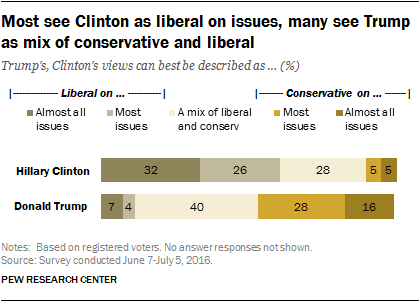 Most see Clinton as liberal on issues, many see Trump
as mix of conservative and liberal
Trump's, Clinton's views can best be described as ... (%)
|--------------- Liberal on ... -----------|
|-------- Conservative on ... -------|
Almost all issues
Most issues
A mix of liberal and conserv
Most issues
Almost all issues
Hillary Clinton 32 26 28 5 5
Donald Trump 7 4 40 28 16
Notes: Based on registered voters. No answer responses not shown.
Source: Survey conducted June 7-July 5, 2016.
PEW RESEARCH CENTER